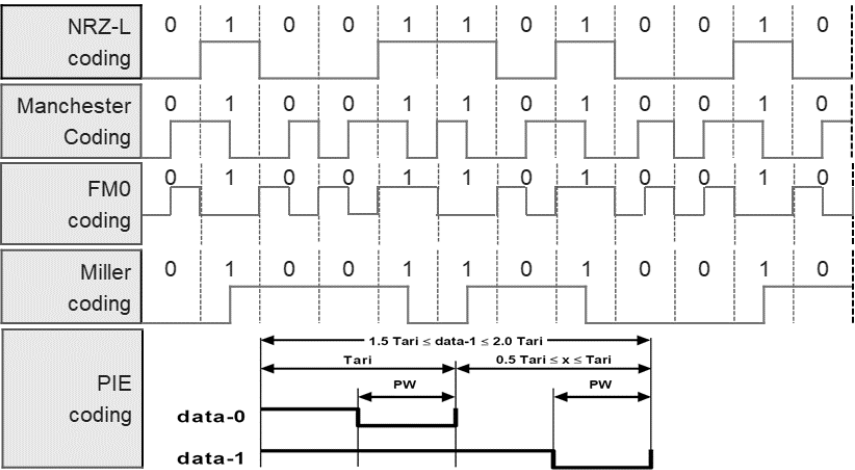 NRZ-L coding 0 1 0 0 1 1 0 1 0 0 1 0
Manchester Coding 0 1 0 0 1 1 0 1 0 0 1 0
FM0 coding 0 1 0 0 1 1 0 1 0 0 1 0
Miller coding 0 1 0 0 1 1 0 1 0 0 1 0
PIE coding
1.5 Tari ≤ data-1 ≤ 2.0 Tari
Tari 0.5 Tari ≤ x ≤ Tari
PW PW
data-0
data-1